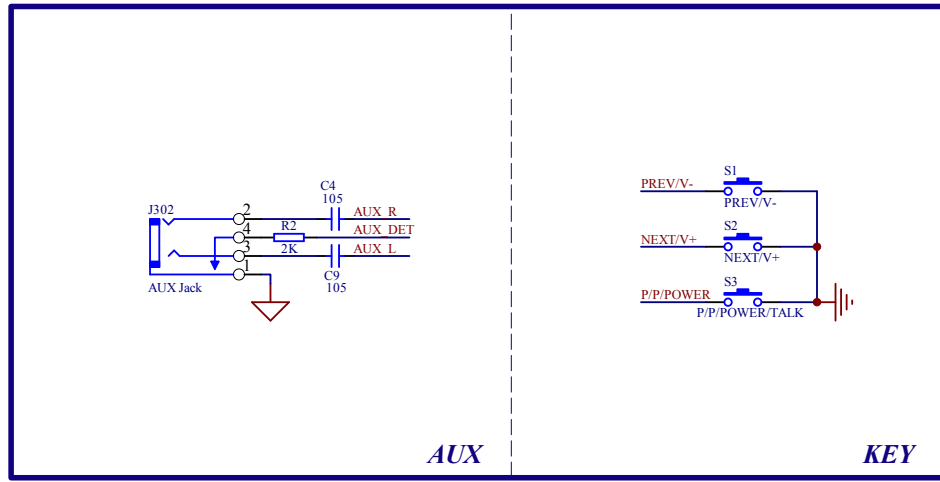 C4
105
J302
2
AUX_R
R2
4
AUX_DET
2K
3
AUX_L
1
C9
105
AUX Jack
AUX
S1
PREV/V-
PREV/V-
S2
NEXT/V+
NEXT/V+
S3
P/P/POWER
P/P/POWER/TALK
KEY